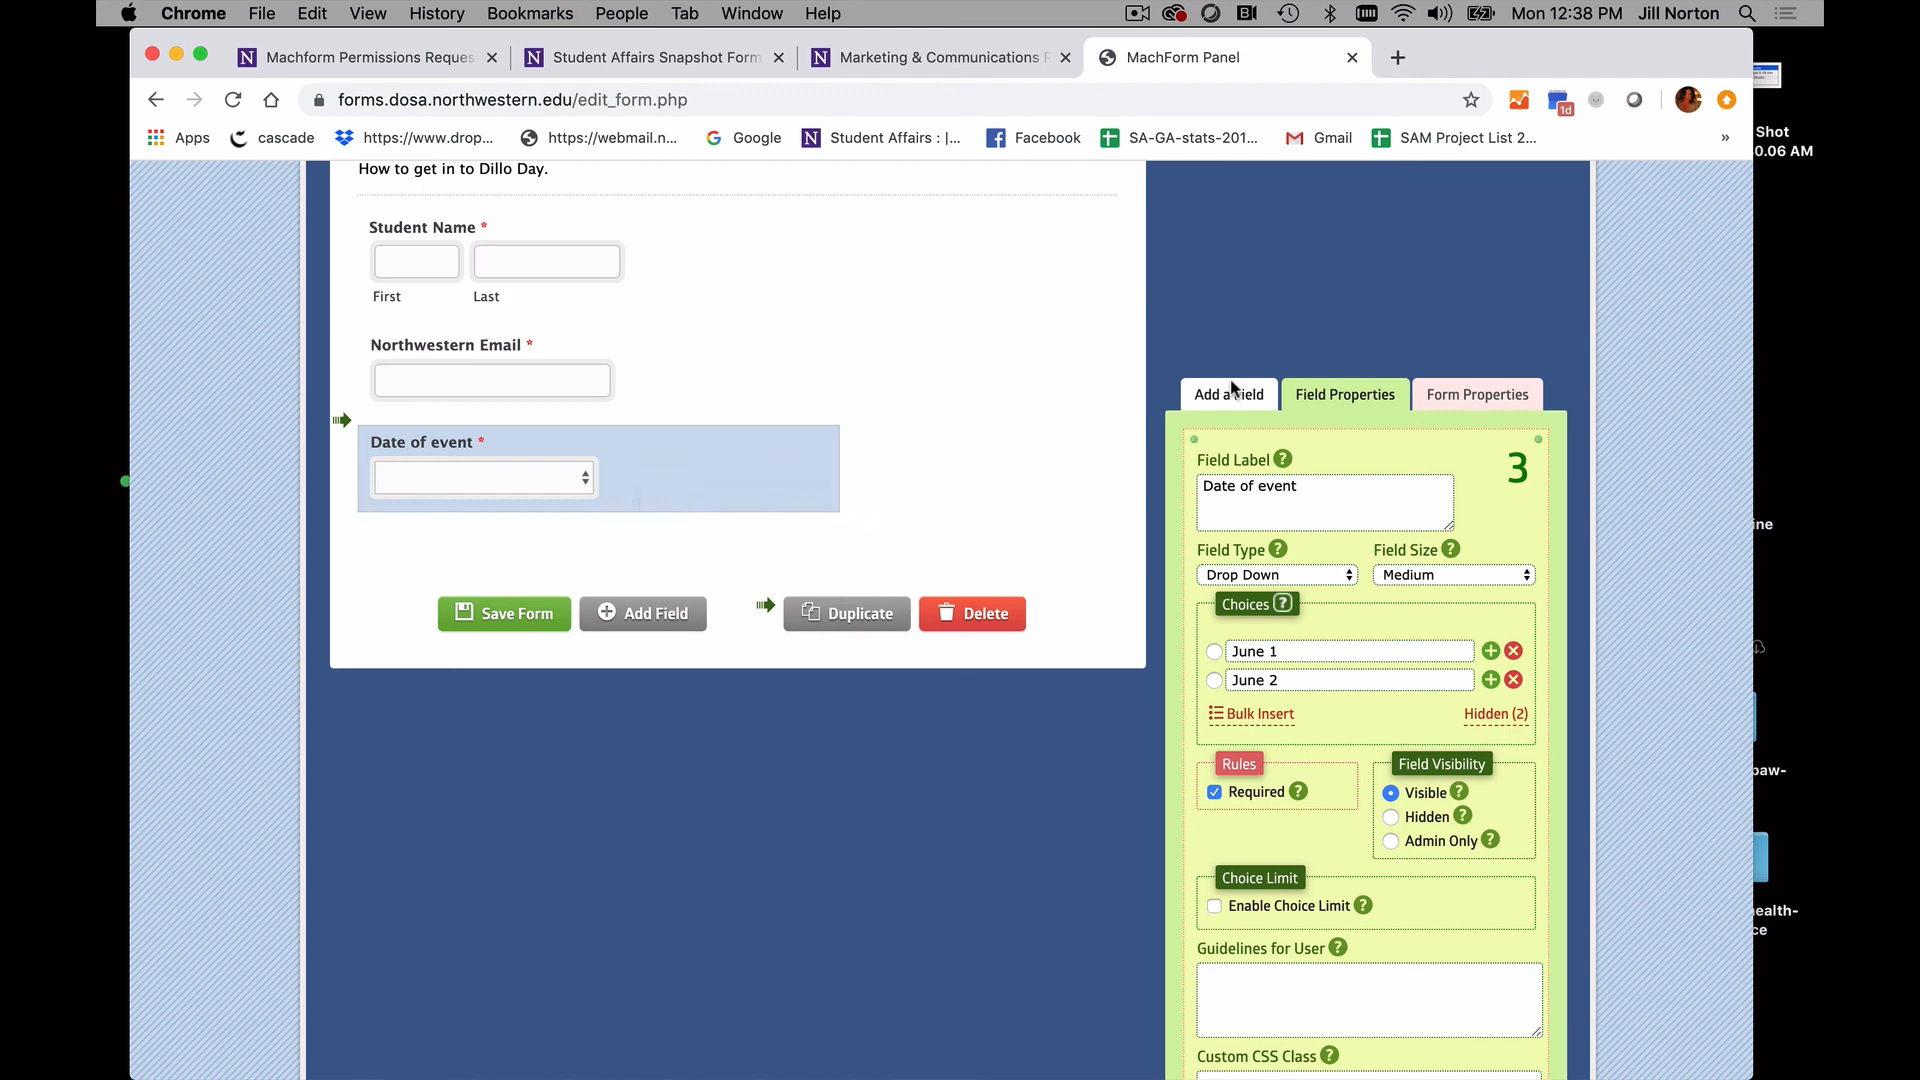 Chrome File Edit View History Bookmarks People Tab Window Help Mon 12:38 PM Jill Norton
Machform Permissions Reques Student Affairs Snapshot Form Marketing & Communications MachForm Panel
forms.dosa.northwestern.edu/edit_form.php 1d
Apps cascade https://www.drop... https://webmail.n... Google Student Affairs : |... Facebook SA-GA-stats-201... Gmail SAM Project List 2... »
Shot
0.06 AM
How to get in to Dillo Day.
Student Name *
First Last
Northwestern Email *
Date of event *
Save Form Add Field Duplicate Delete
Add a Field Field Properties Form Properties
Field Label ?
3
Date of event
Field Type ? Field Size ?
Drop Down Medium
Choices ?
June 1
June 2
Bulk Insert Hidden (2)
Rules Field Visibility
Required ? Visible ?
Hidden ?
Admin Only ?
Choice Limit
Enable Choice Limit ?
Guidelines for User ?
Custom CSS Class ?
ine
paw-
ealth-
ce